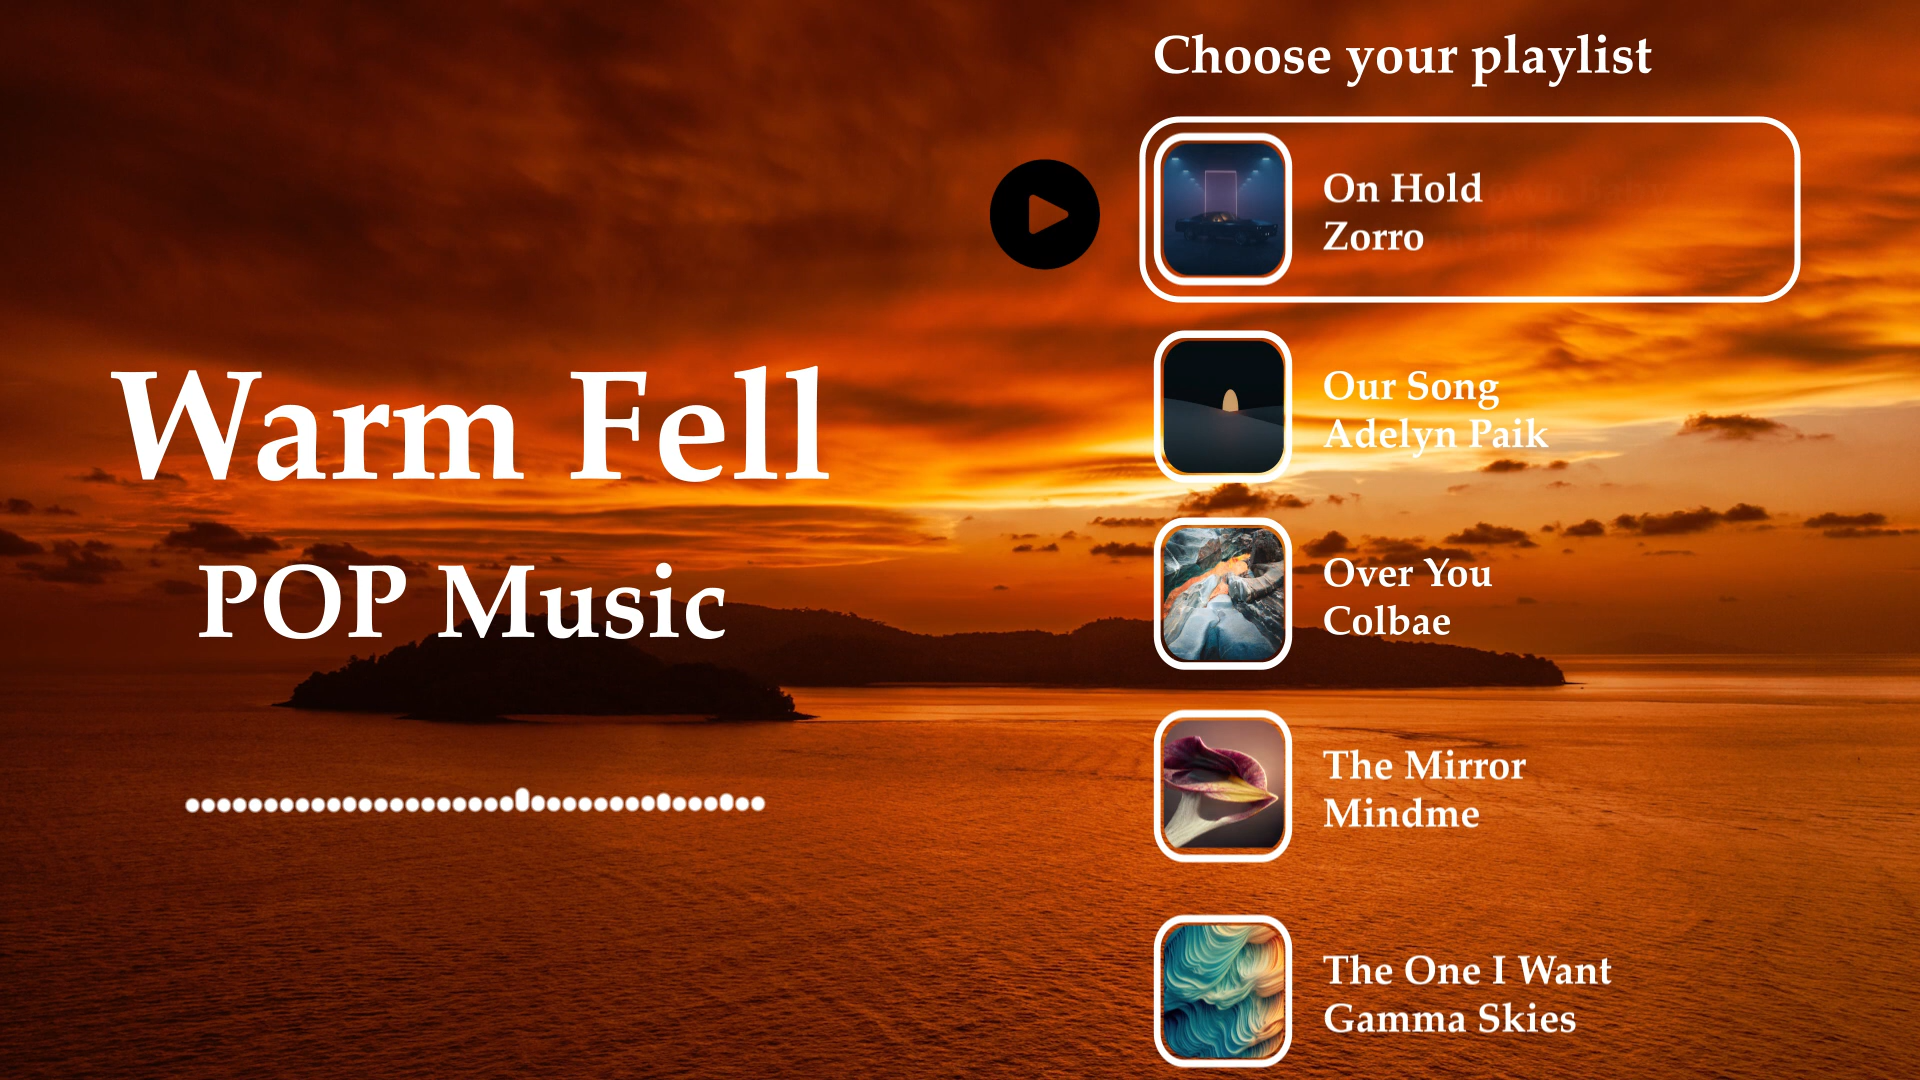 Choose your playlist
On Hold
Zorro
Our Song
Adelyn Paik
Warm Fell
POP Music
Over You
Colbae
The Mirror
Mindme
The One I Want
Gamma Skies